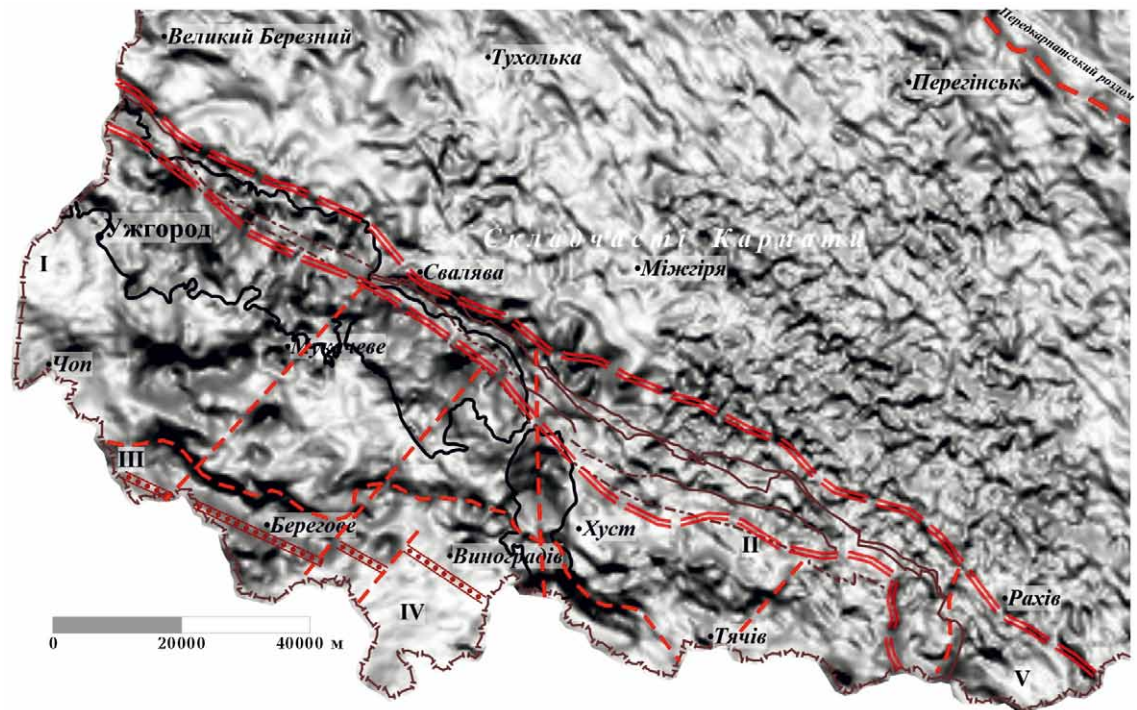 Великий Березний
Тухолька
Перегінськ
Передкарпатський розлом
Ужгород
Складчасті Карпати
Свалява
Міжгіря
I
Чоп
Мукачеве
III
Берегове
Хуст
II
Виноградів
IV
Рахів
Тячів
V
0 20000 40000 м